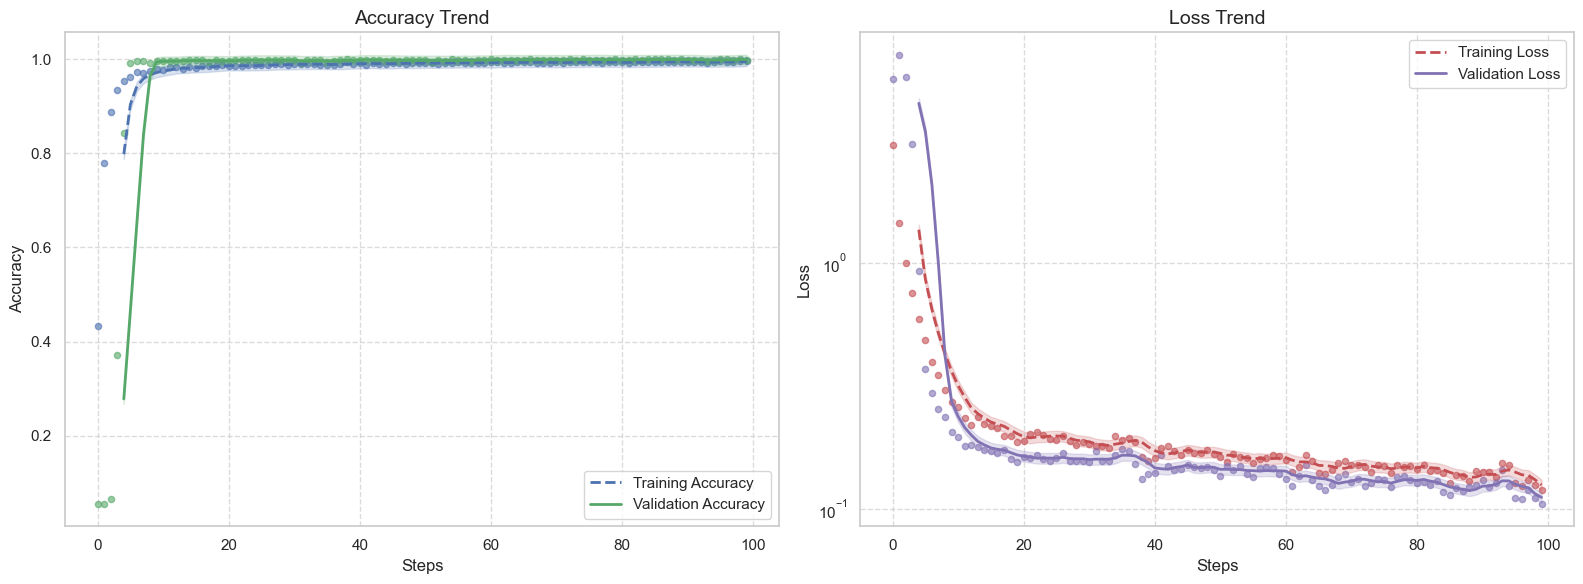 Accuracy Trend
1.0
0.8
0.6
0.4
0.2
Accuracy
0
20
40
60
80
100
Steps
Training Accuracy
Validation Accuracy
Loss Trend
10⁰
10⁻¹
Loss
0
20
40
60
80
100
Steps
Training Loss
Validation Loss